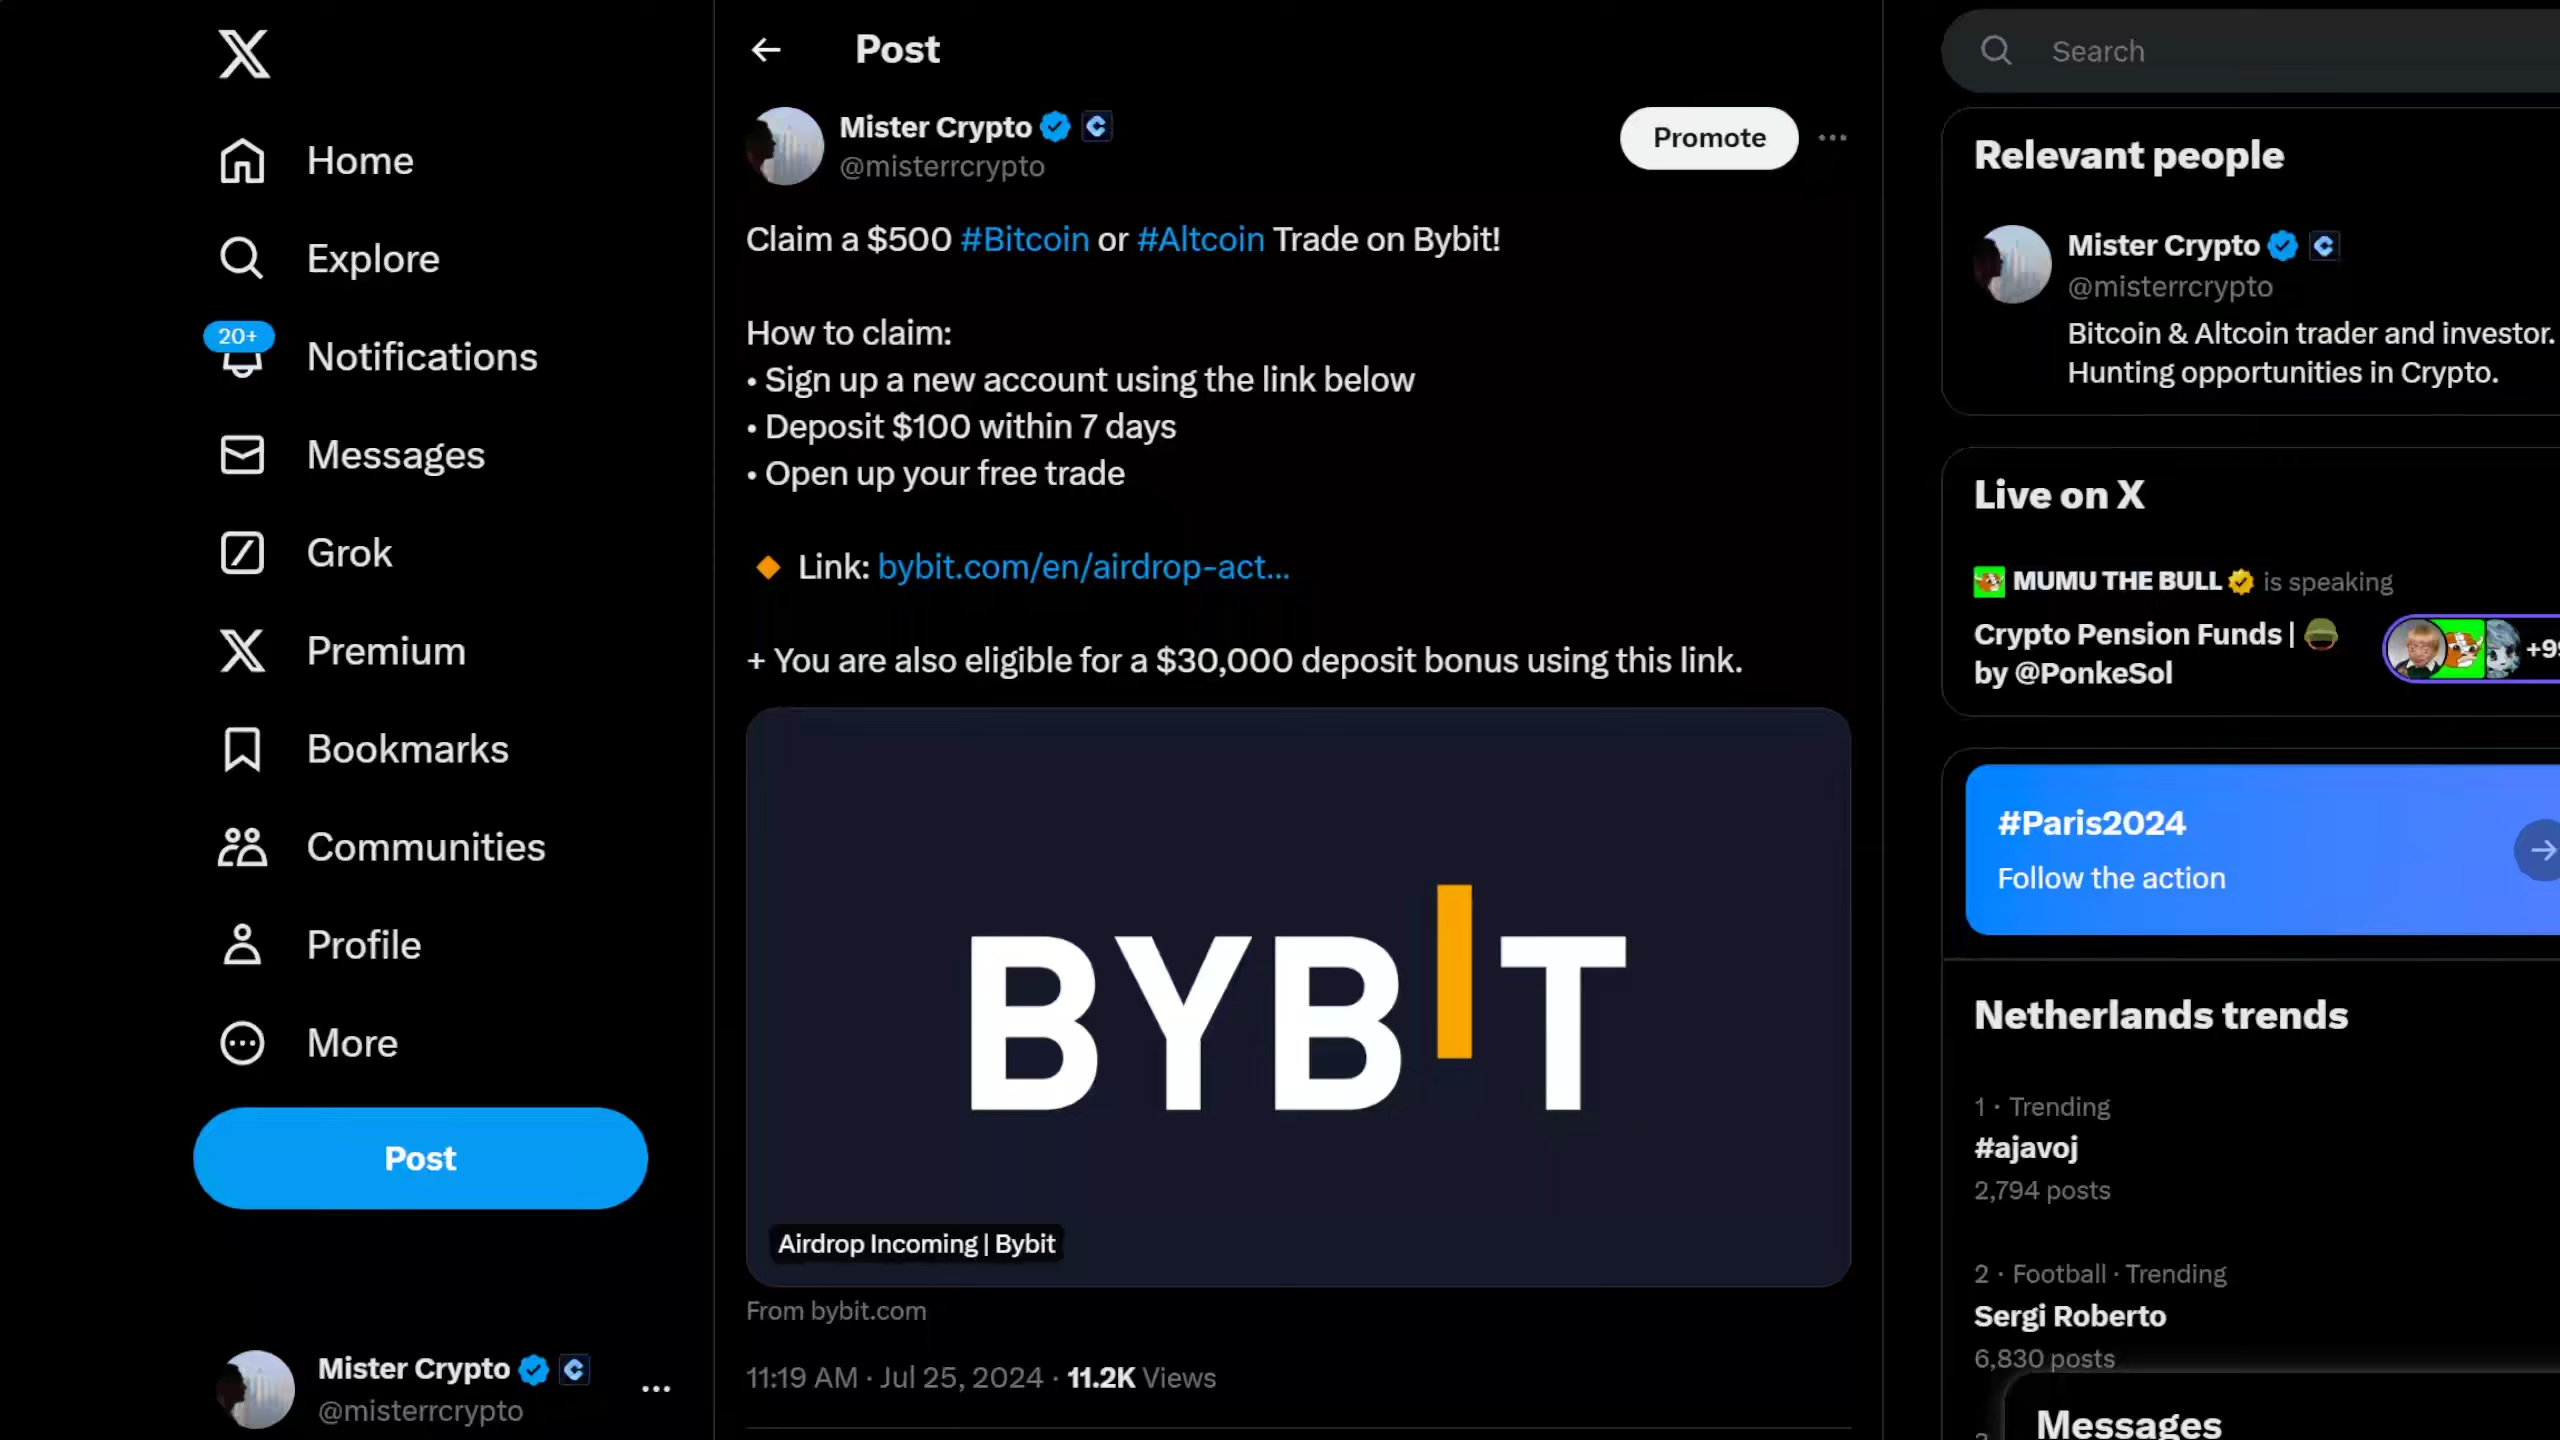 Home
Explore
20+
Notifications
Messages
Grok
Premium
Bookmarks
Communities
Profile
More
Post
Mister Crypto
@misterrcrypto
Post
Mister Crypto
@misterrcrypto
Promote
Claim a $500 #Bitcoin or #Altcoin Trade on Bybit!
How to claim:
• Sign up a new account using the link below
• Deposit $100 within 7 days
• Open up your free trade
🔸 Link: bybit.com/en/airdrop-act...
+ You are also eligible for a $30,000 deposit bonus using this link.
BYBIT
Airdrop Incoming | Bybit
From bybit.com
11:19 AM · Jul 25, 2024 · 11.2K Views
Search
Relevant people
Mister Crypto
@misterrcrypto
Bitcoin & Altcoin trader and investor.
Hunting opportunities in Crypto.
Live on X
MUMU THE BULL is speaking
Crypto Pension Funds | 🪖
by @PonkeSol
#Paris2024
Follow the action
Netherlands trends
1 · Trending
#ajavoj
2,794 posts
2 · Football · Trending
Sergi Roberto
6,830 posts
Messages